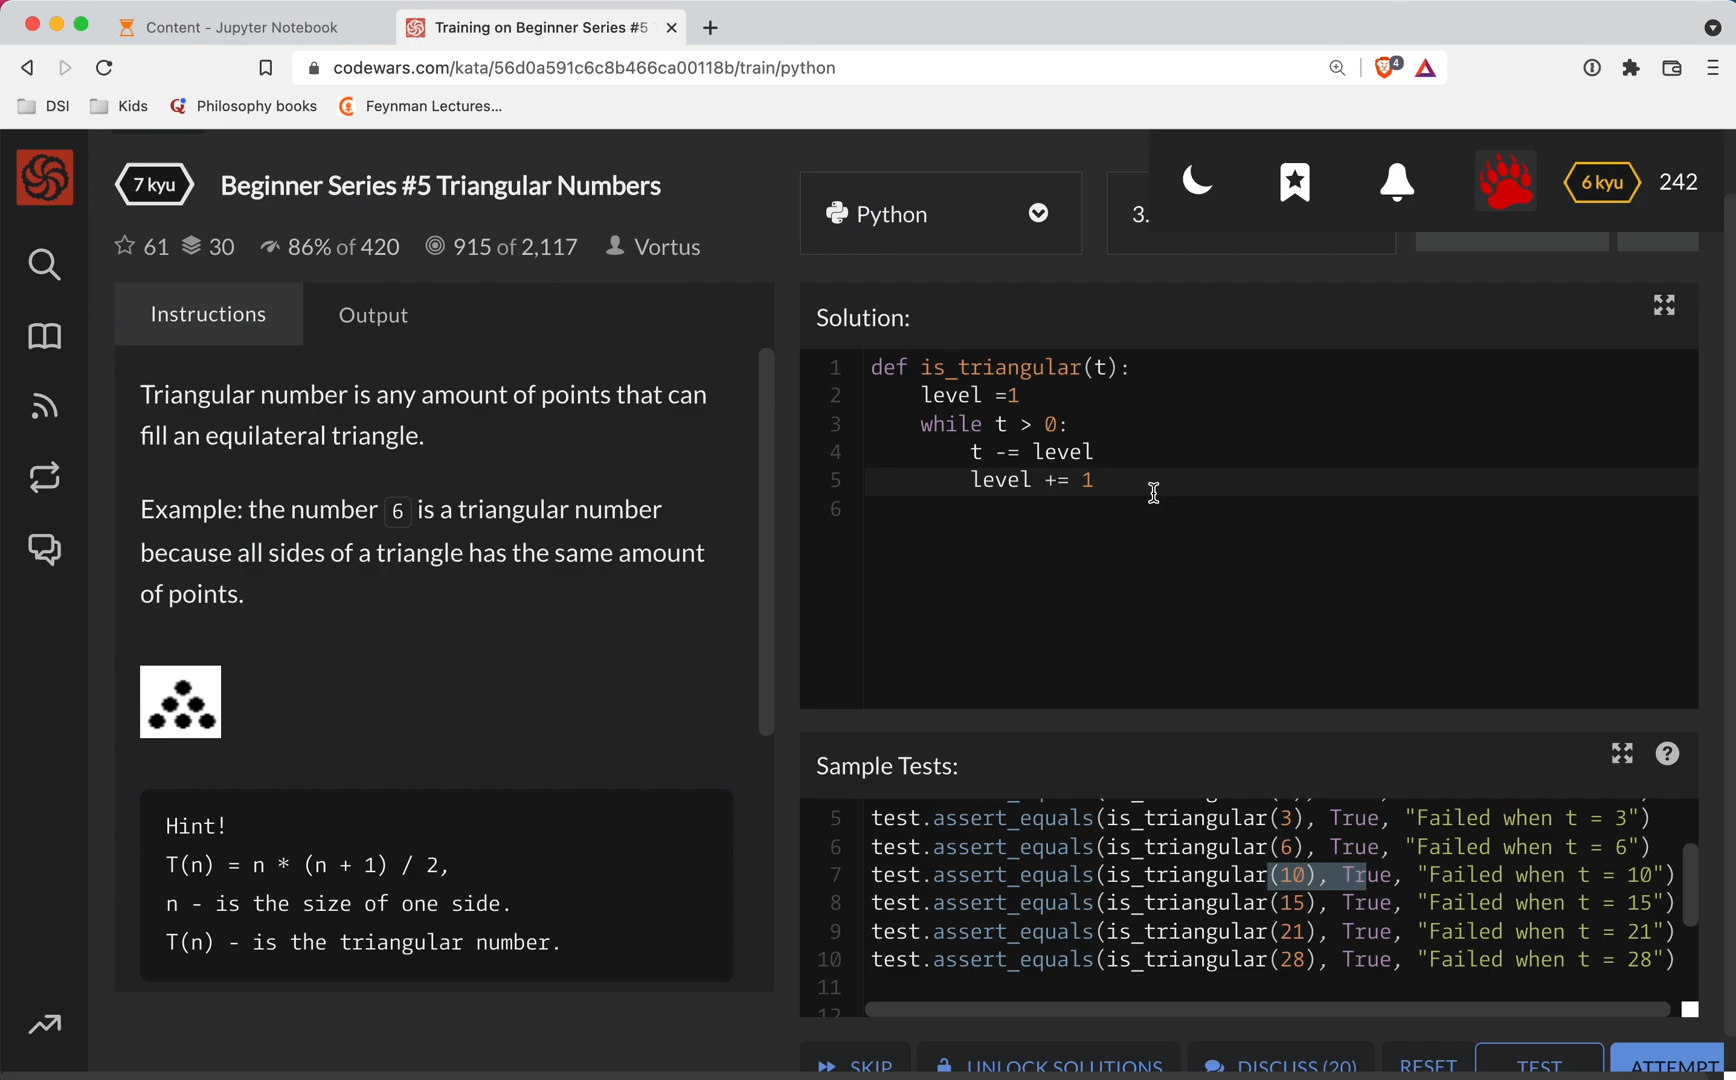 Content - Jupyter Notebook
Training on Beginner Series #5
codewars.com/kata/56d0a591c6c8b466ca00118b/train/python
4
DSI
Kids
Philosophy books
Feynman Lectures...
7 kyu
Beginner Series #5 Triangular Numbers
61
30
86% of 420
915 of 2,117
Vortus
Python
3.
6 kyu
242
Instructions
Output
Triangular number is any amount of points that can
fill an equilateral triangle.
Example: the number 6 is a triangular number
because all sides of a triangle has the same amount
of points.
Hint!
T(n) = n * (n + 1) / 2,
n - is the size of one side.
T(n) - is the triangular number.
Solution:
1 def is_triangular(t):
2 level =1
3 while t > 0:
4 t -= level
5 level += 1
6
Sample Tests:
5 test.assert_equals(is_triangular(3), True, "Failed when t = 3")
6 test.assert_equals(is_triangular(6), True, "Failed when t = 6")
7 test.assert_equals(is_triangular(10), True, "Failed when t = 10")
8 test.assert_equals(is_triangular(15), True, "Failed when t = 15")
9 test.assert_equals(is_triangular(21), True, "Failed when t = 21")
10 test.assert_equals(is_triangular(28), True, "Failed when t = 28")
11
12
SKIP
UNLOCK SOLUTIONS
DISCUSS (20)
RESET
TEST
ATTEMPT